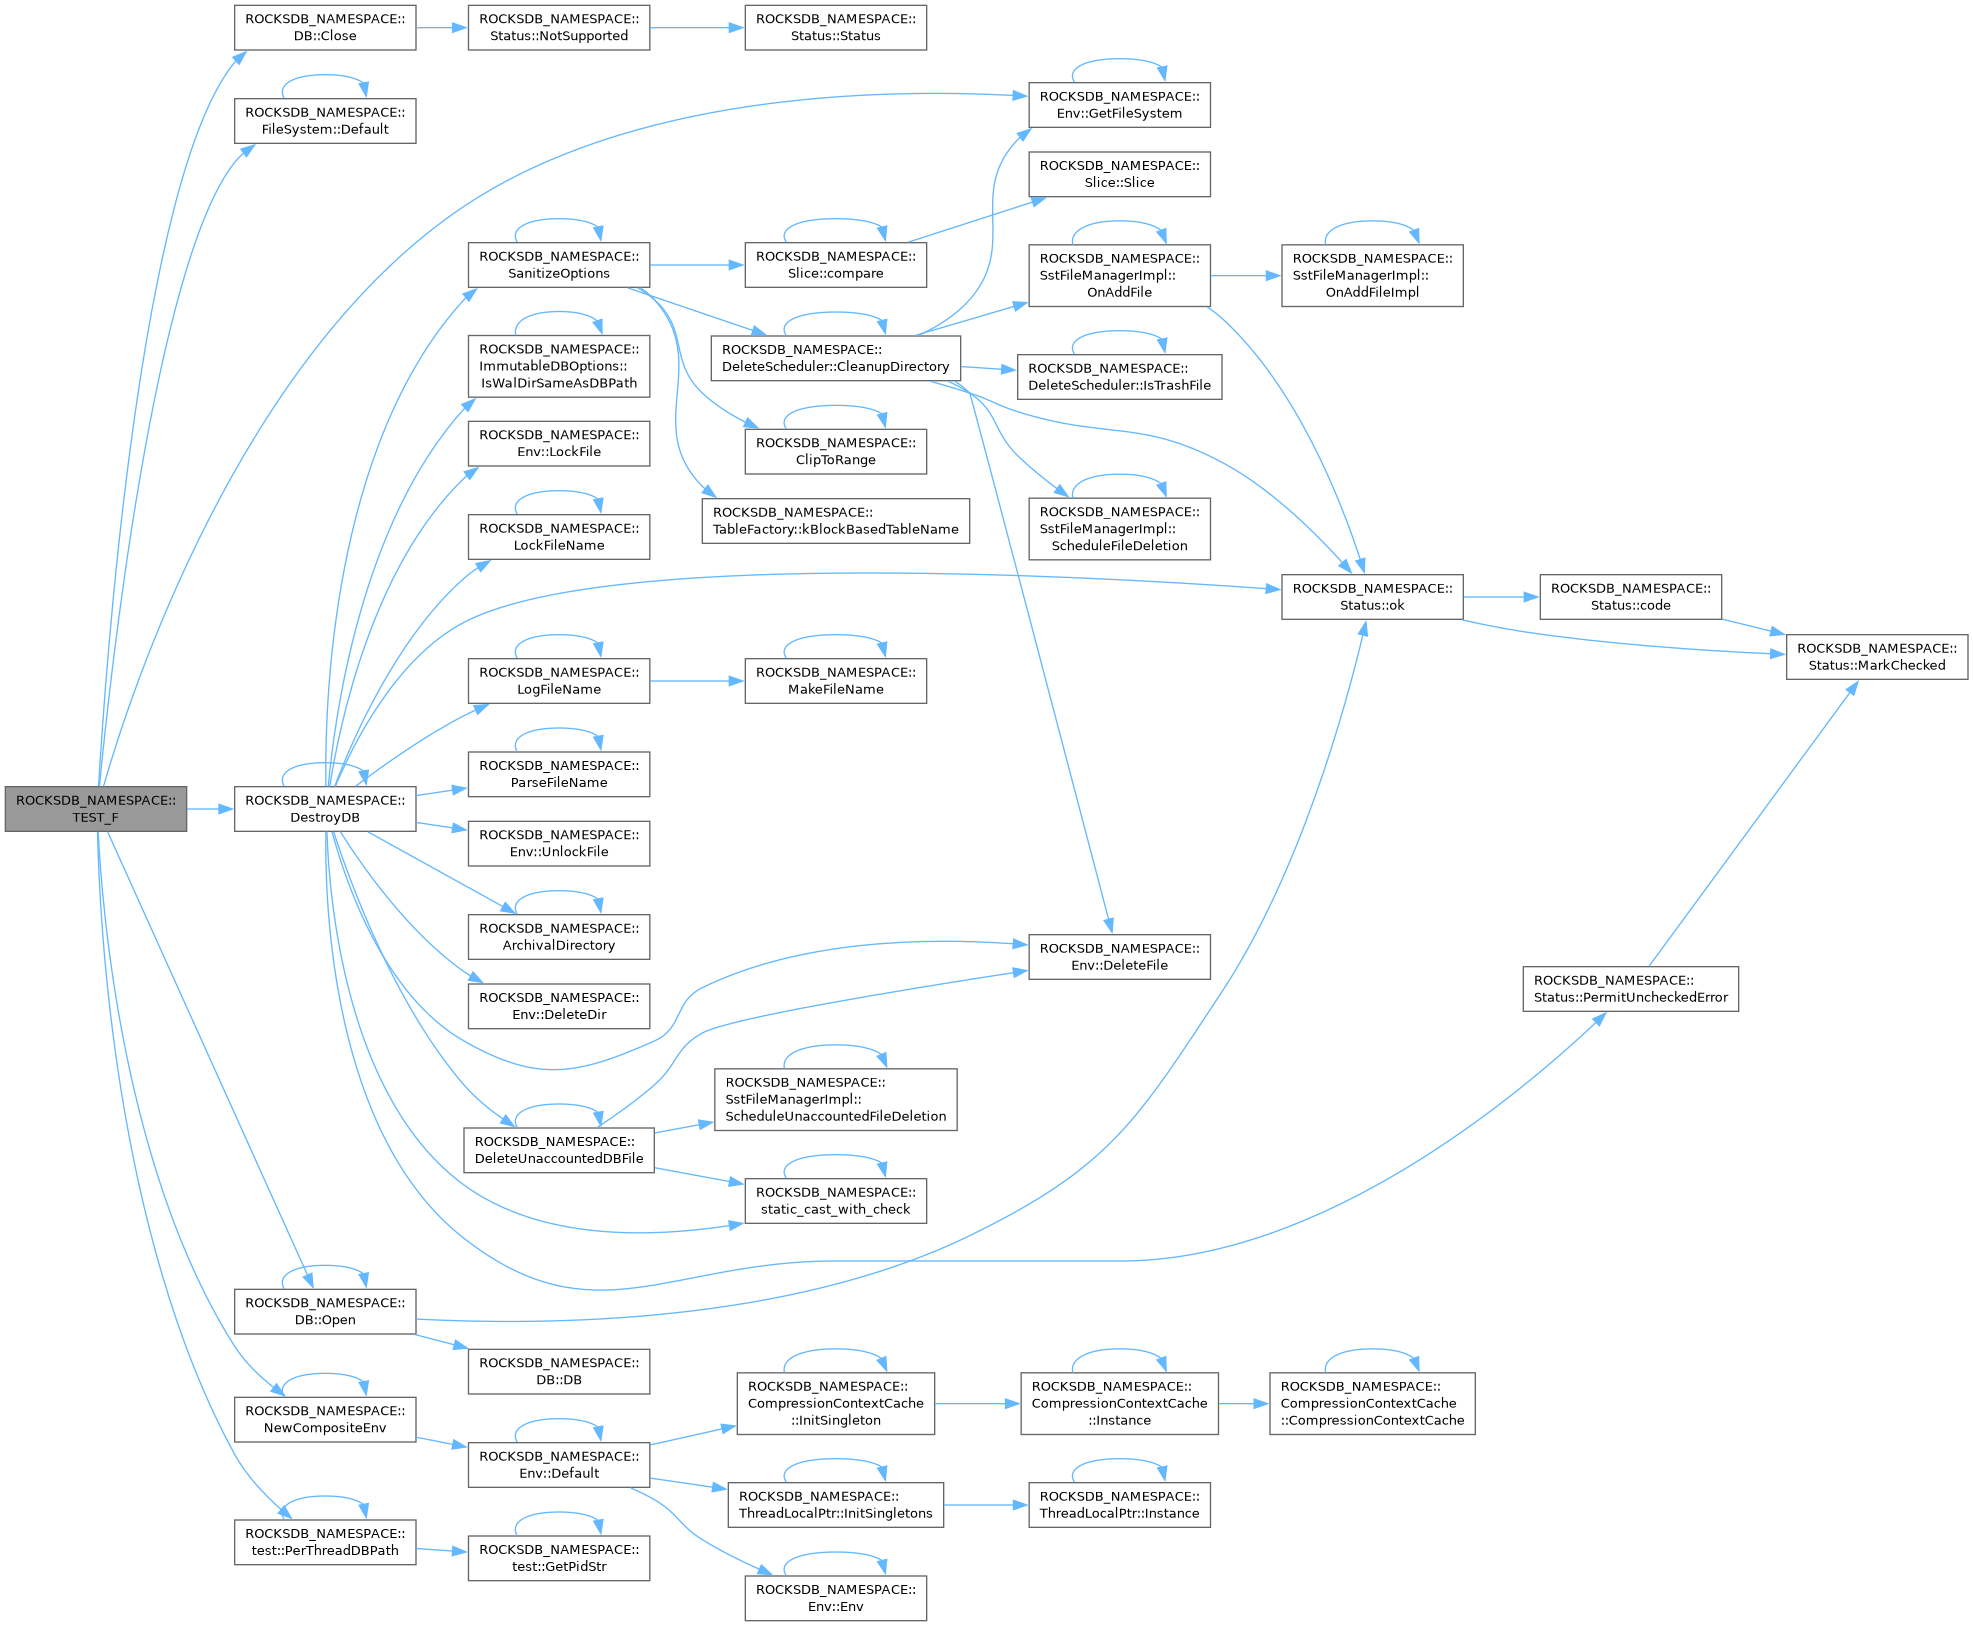 ROCKSDB_NAMESPACE::
TEST_F
ROCKSDB_NAMESPACE::
DB::Close
ROCKSDB_NAMESPACE::
Status::NotSupported
ROCKSDB_NAMESPACE::
Status::Status
ROCKSDB_NAMESPACE::
FileSystem::Default
ROCKSDB_NAMESPACE::
Env::GetFileSystem
ROCKSDB_NAMESPACE::
Slice::Slice
ROCKSDB_NAMESPACE::
SanitizeOptions
ROCKSDB_NAMESPACE::
Slice::compare
ROCKSDB_NAMESPACE::
SstFileManagerImpl::
OnAddFile
ROCKSDB_NAMESPACE::
SstFileManagerImpl::
OnAddFileImpl
ROCKSDB_NAMESPACE::
ImmutableDBOptions::
IsWalDirSameAsDBPath
ROCKSDB_NAMESPACE::
DeleteScheduler::CleanupDirectory
ROCKSDB_NAMESPACE::
DeleteScheduler::IsTrashFile
ROCKSDB_NAMESPACE::
Env::LockFile
ROCKSDB_NAMESPACE::
ClipToRange
ROCKSDB_NAMESPACE::
LockFileName
ROCKSDB_NAMESPACE::
TableFactory::kBlockBasedTableName
ROCKSDB_NAMESPACE::
SstFileManagerImpl::
ScheduleFileDeletion
ROCKSDB_NAMESPACE::
Status::ok
ROCKSDB_NAMESPACE::
Status::code
ROCKSDB_NAMESPACE::
Status::MarkChecked
ROCKSDB_NAMESPACE::
LogFileName
ROCKSDB_NAMESPACE::
MakeFileName
ROCKSDB_NAMESPACE::
ParseFileName
ROCKSDB_NAMESPACE::
DestroyDB
ROCKSDB_NAMESPACE::
Env::UnlockFile
ROCKSDB_NAMESPACE::
ArchivalDirectory
ROCKSDB_NAMESPACE::
Env::DeleteFile
ROCKSDB_NAMESPACE::
Status::PermitUncheckedError
ROCKSDB_NAMESPACE::
Env::DeleteDir
ROCKSDB_NAMESPACE::
SstFileManagerImpl::
ScheduleUnaccountedFileDeletion
ROCKSDB_NAMESPACE::
DeleteUnaccountedDBFile
ROCKSDB_NAMESPACE::
static_cast_with_check
ROCKSDB_NAMESPACE::
DB::Open
ROCKSDB_NAMESPACE::
DB::DB
ROCKSDB_NAMESPACE::
NewCompositeEnv
ROCKSDB_NAMESPACE::
CompressionContextCache
::InitSingleton
ROCKSDB_NAMESPACE::
CompressionContextCache
::Instance
ROCKSDB_NAMESPACE::
CompressionContextCache
::CompressionContextCache
ROCKSDB_NAMESPACE::
Env::Default
ROCKSDB_NAMESPACE::
ThreadLocalPtr::InitSingletons
ROCKSDB_NAMESPACE::
ThreadLocalPtr::Instance
ROCKSDB_NAMESPACE::
test::PerThreadDBPath
ROCKSDB_NAMESPACE::
test::GetPidStr
ROCKSDB_NAMESPACE::
Env::Env